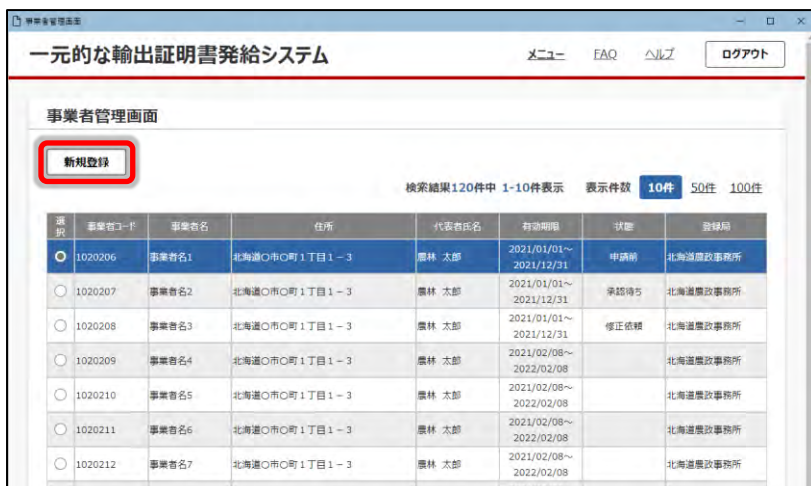 事業者管理画面
一元的な輸出証明書発給システム メニュー FAQ ヘルプ ログアウト
事業者管理画面
新規登録
検索結果120件中 1-10件表示 表示件数 10件 50件 100件
選択 事業者コード 事業者名 住所 代表者氏名 有効期限 状態 登録局
1020206 事業者名1 北海道○市○町1丁目1-3 農林 太郎 2021/01/01～ 申請前 北海道農政事務所
2021/12/31
1020207 事業者名2 北海道○市○町1丁目1-3 農林 太郎 2021/01/01～ 承認待ち 北海道農政事務所
2021/12/31
1020208 事業者名3 北海道○市○町1丁目1-3 農林 太郎 2021/01/01～ 修正依頼 北海道農政事務所
2021/12/31
1020209 事業者名4 北海道○市○町1丁目1-3 農林 太郎 2021/02/08～ 北海道農政事務所
2022/02/08
1020210 事業者名5 北海道○市○町1丁目1-3 農林 太郎 2021/02/08～ 北海道農政事務所
2022/02/08
1020211 事業者名6 北海道○市○町1丁目1-3 農林 太郎 2021/02/08～ 北海道農政事務所
2022/02/08
1020212 事業者名7 北海道○市○町1丁目1-3 農林 太郎 2021/02/08～ 北海道農政事務所
2022/02/08